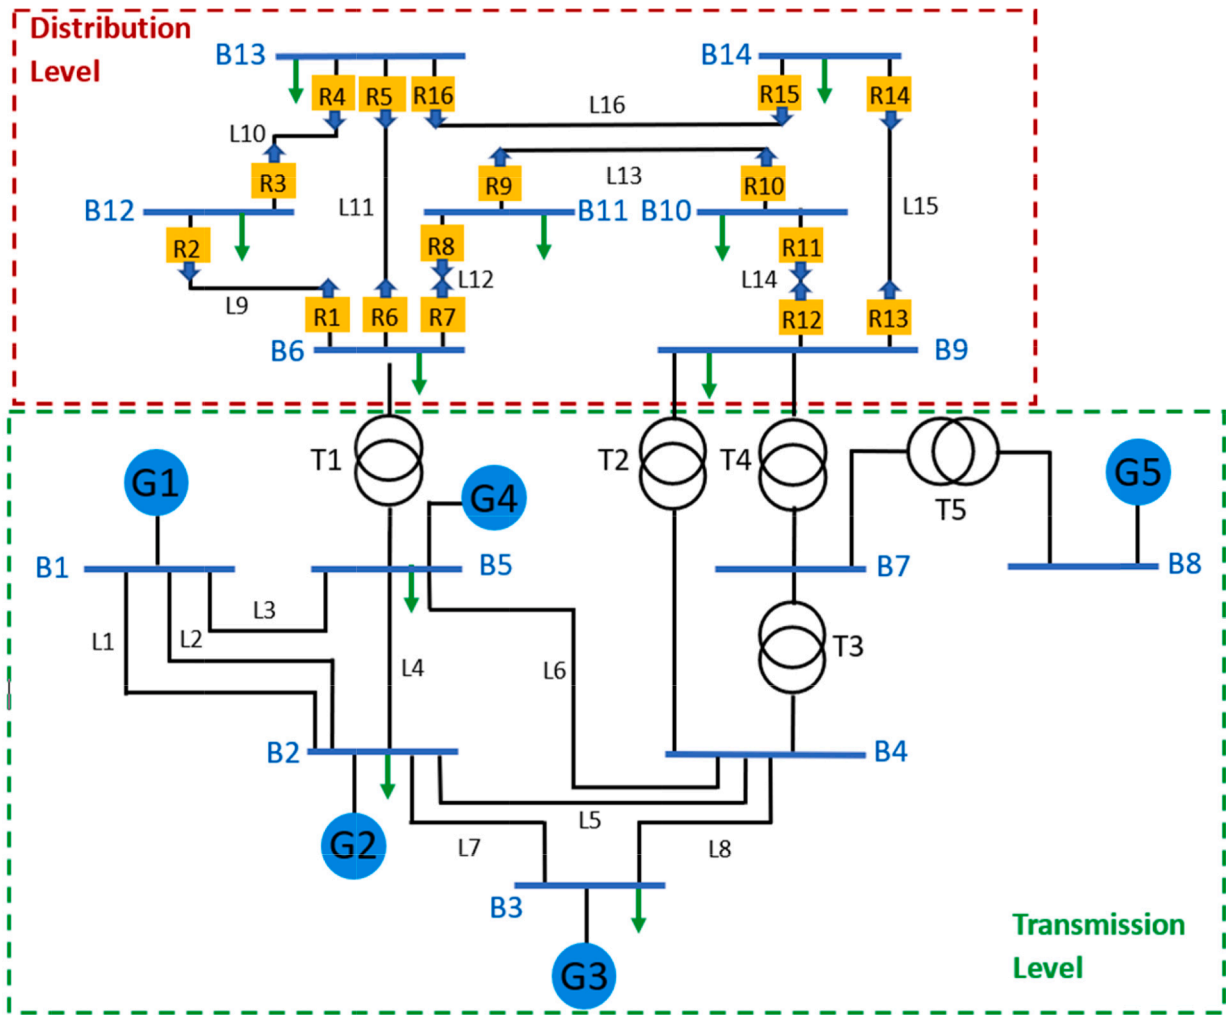 Distribution
Level
B13
B14
R4
R5
R16
R15
R14
L16
L10
R3
L13
R9
R10
B12
L11
B11
B10
L15
R2
R8
R11
L12
L14
L9
R1
R6
R7
R12
R13
B6
B9
T1
T2
T4
T5
G1
G4
G5
B1
B5
B7
B8
L3
L1
L2
L4
L6
T3
B2
B4
L5
G2
L7
L8
B3
G3
Transmission
Level